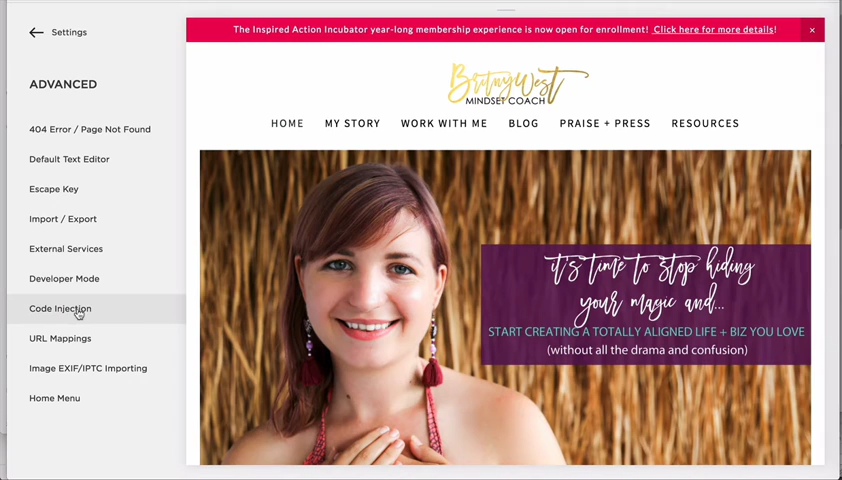 Settings
ADVANCED
404 Error / Page Not Found
Default Text Editor
Escape Key
Import / Export
External Services
Developer Mode
Code Injection
URL Mappings
Image EXIF/IPTC Importing
Home Menu
The Inspired Action Incubator year-long membership experience is now open for enrollment! Click here for more details!
×
BritnyWest
MINDSET COACH
HOME MY STORY WORK WITH ME BLOG PRAISE + PRESS RESOURCES
it's time to stop hiding
your magic and...
START CREATING A TOTALLY ALIGNED LIFE + BIZ YOU LOVE
(without all the drama and confusion)